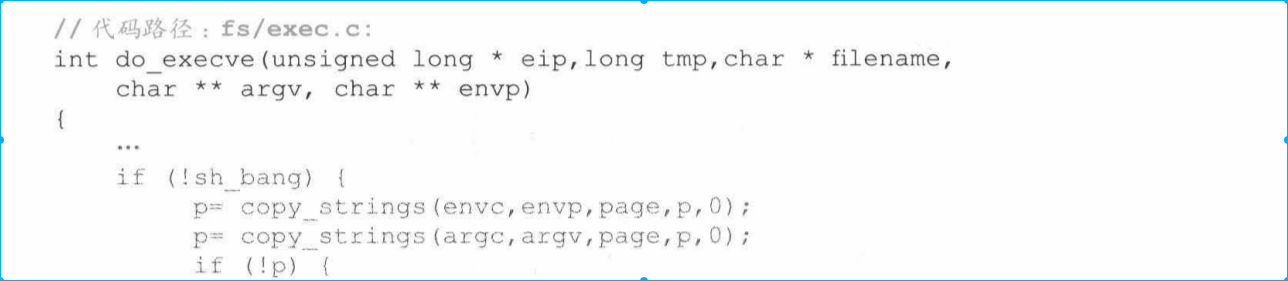 // 代码路径：fs/exec.c:
int do_execve(unsigned long * eip,long tmp,char * filename,
char ** argv, char ** envp)
{
…
if (!sh_bang) {
p= copy_strings(envc,envp,page,p,0);
p= copy_strings(argc,argv,page,p,0);
if (!p) {